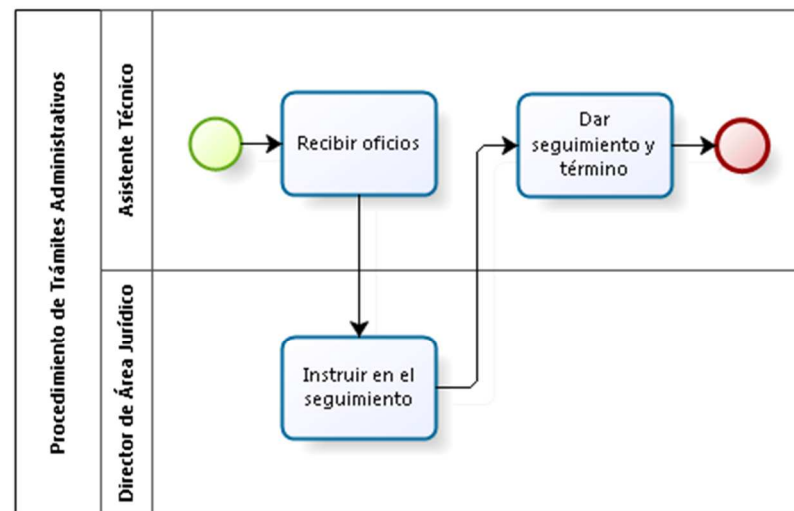 Procedimiento de Trámites Administrativos
Asistente Técnico
Recibir oficios
Dar
seguimiento y
término
Director de Área Jurídico
Instruir en el
seguimiento